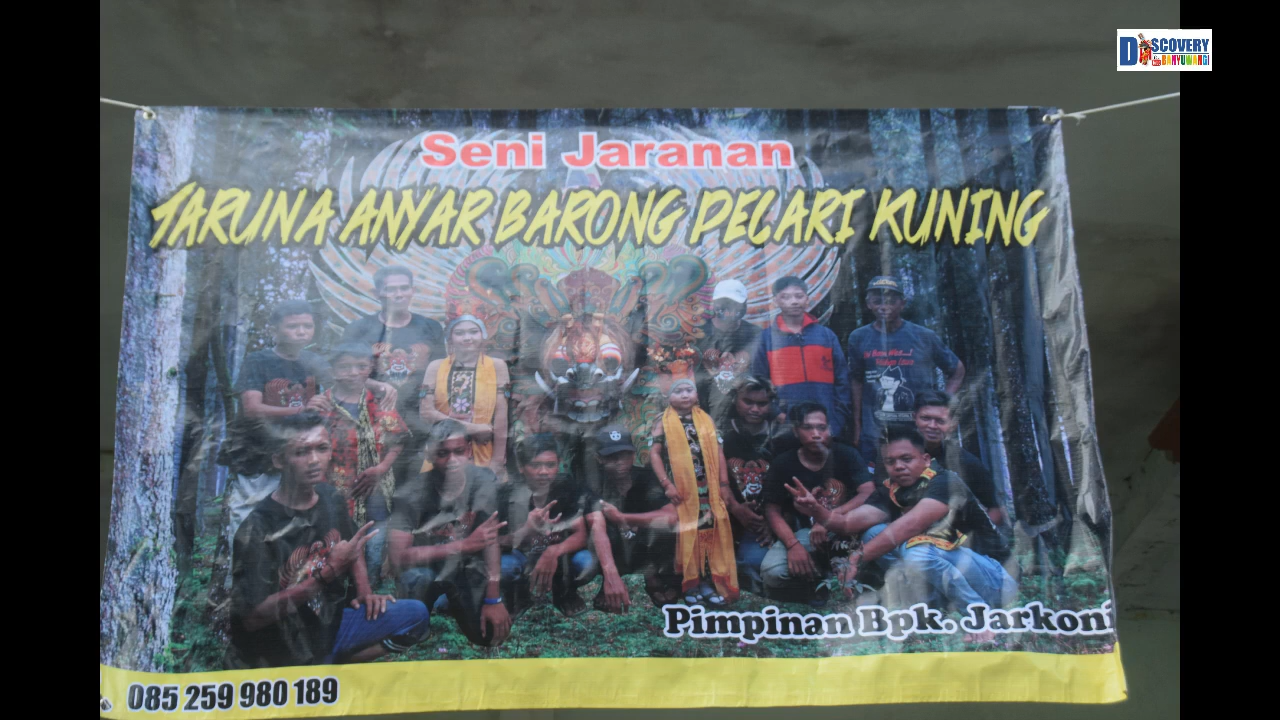 DISCOVERY
BANYUWANGI
Seni Jaranan
TARUNA ANYAR BARONG PECARI KUNING
Pimpinan Bpk. Jarkoni
085 259 980 189